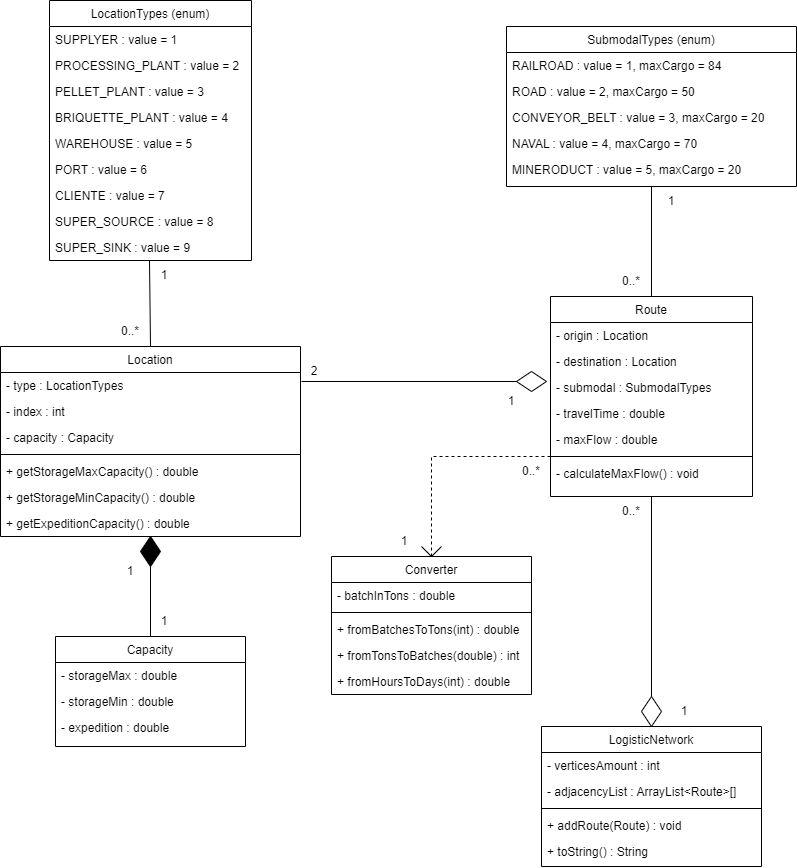 LocationTypes (enum)
SUPPLYER : value = 1
PROCESSING_PLANT : value = 2
PELLET_PLANT : value = 3
BRIQUETTE_PLANT : value = 4
WAREHOUSE : value = 5
PORT : value = 6
CLIENTE : value = 7
SUPER_SOURCE : value = 8
SUPER_SINK : value = 9
SubmodalTypes (enum)
RAILROAD : value = 1, maxCargo = 84
ROAD : value = 2, maxCargo = 50
CONVEYOR_BELT : value = 3, maxCargo = 20
NAVAL : value = 4, maxCargo = 70
MINERODUCT : value = 5, maxCargo = 20
1
0..*
1
0..*
Location
- type : LocationTypes
- index : int
- capacity : Capacity
+ getStorageMaxCapacity() : double
+ getStorageMinCapacity() : double
+ getExpeditionCapacity() : double
2
1
Route
- origin : Location
- destination : Location
- submodal : SubmodalTypes
- travelTime : double
- maxFlow : double
- calculateMaxFlow() : void
0..*
1
0..*
1
1
1
Capacity
- storageMax : double
- storageMin : double
- expedition : double
Converter
- batchInTons : double
+ fromBatchesToTons(int) : double
+ fromTonsToBatches(double) : int
+ fromHoursToDays(int) : double
LogisticNetwork
- verticesAmount : int
- adjacencyList : ArrayList<Route>[]
+ addRoute(Route) : void
+ toString() : String